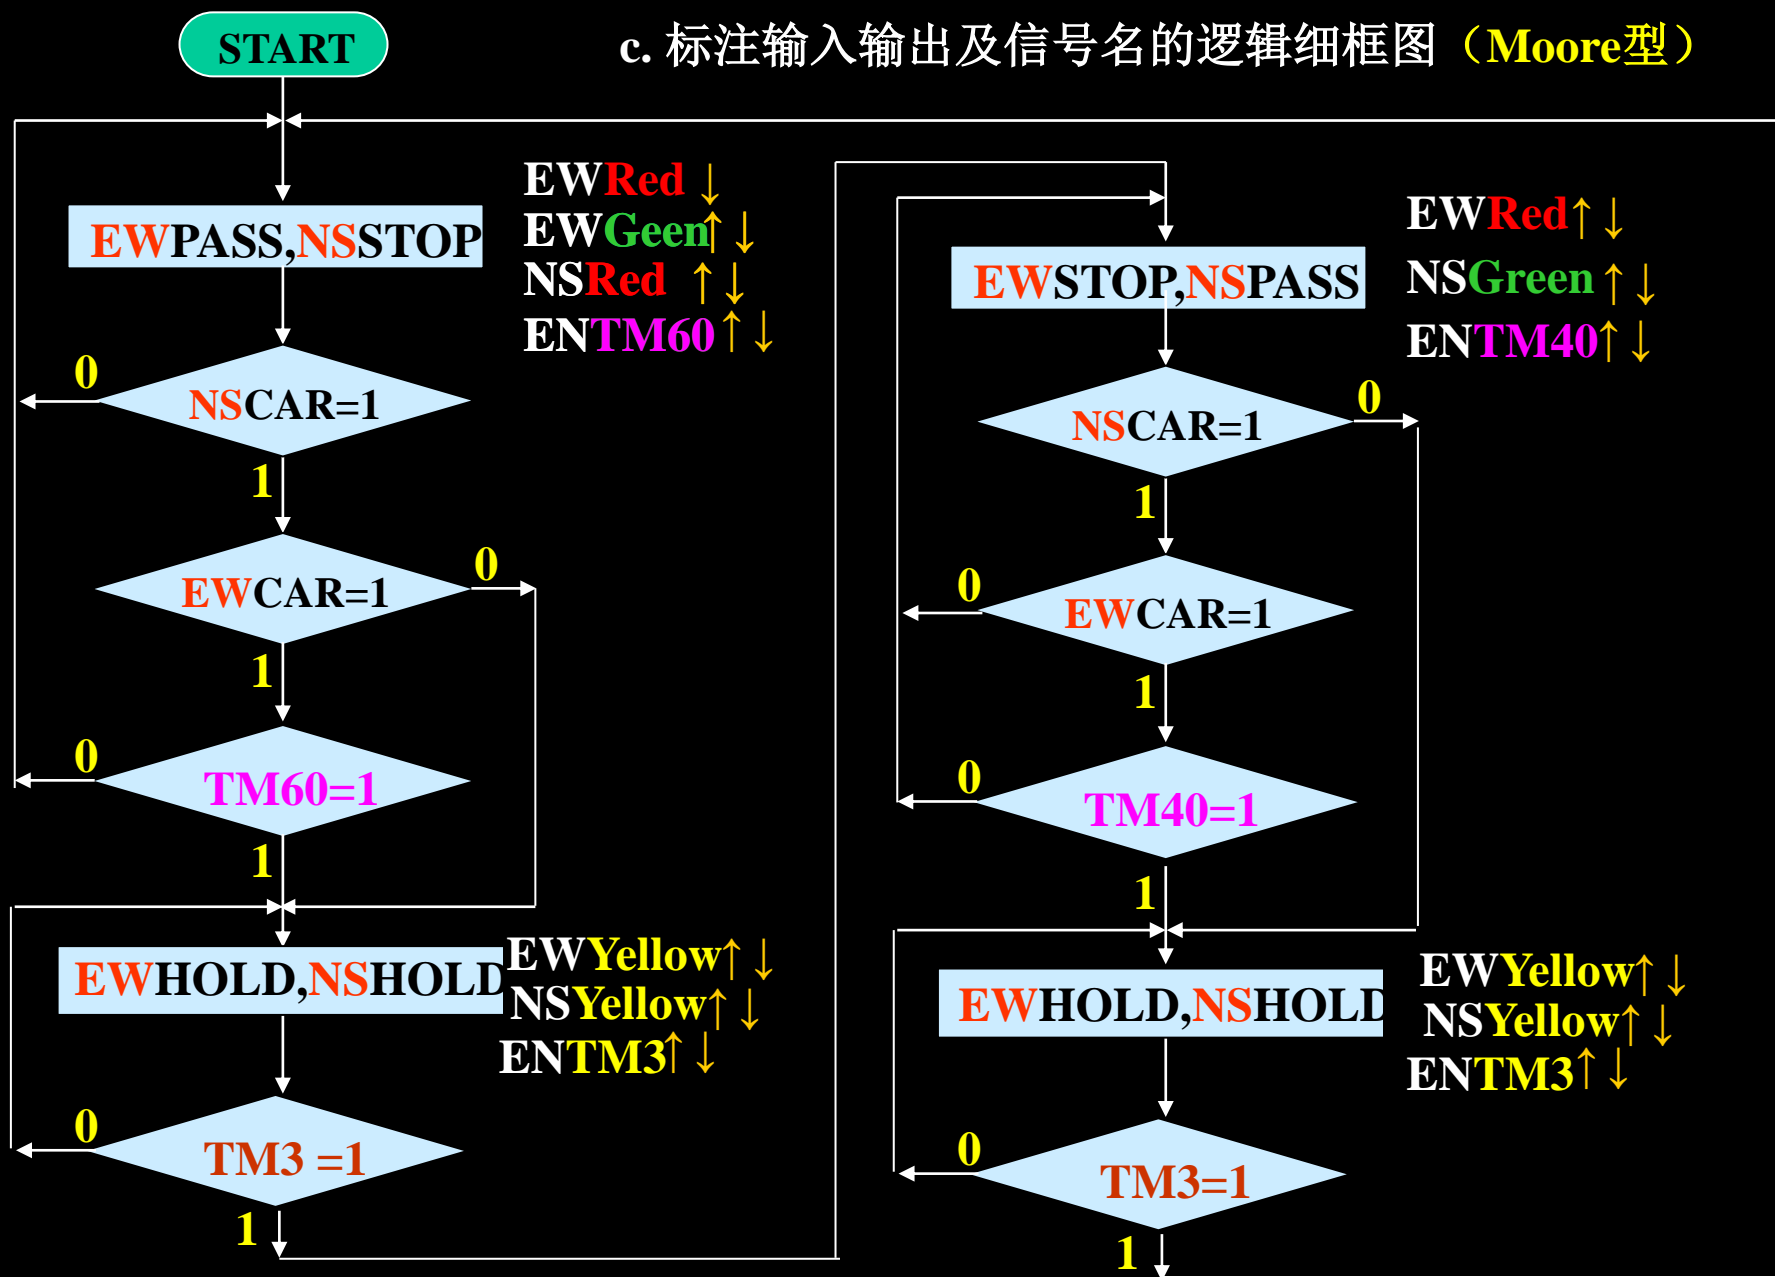 START
c. 标注输入输出及信号名的逻辑细框图（Moore型）
EWPASS,NSSTOP
EWRed ↓
EWGeen↑↓
NSRed ↑↓
ENTM60↑↓
NSCAR=1
0
1
EWCAR=1
0
1
TM60=1
0
1
EWHOLD,NSHOLD
EWYellow↑↓
NSYellow↑↓
ENTM3↑↓
TM3 =1
0
1
EWSTOP,NSPASS
EWRed↑↓
NSGreen↑↓
ENTM40↑↓
NSCAR=1
0
1
EWCAR=1
0
1
TM40=1
0
1
EWHOLD,NSHOLD
EWYellow↑↓
NSYellow↑↓
ENTM3↑↓
TM3=1
0
1